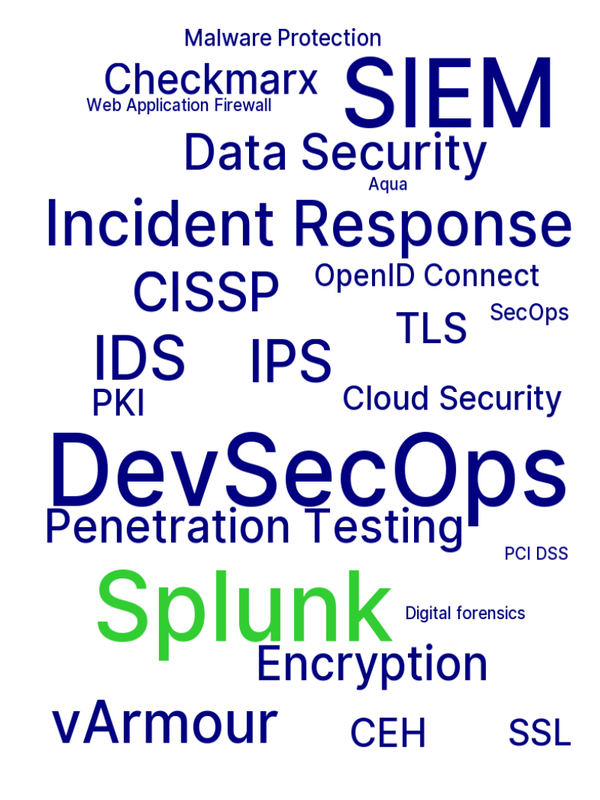 Malware Protection
Checkmarx
SIEM
Web Application Firewall
Data Security
Aqua
Incident Response
OpenID Connect
CISSP
SecOps
TLS
IDS
IPS
PKI
Cloud Security
DevSecOps
Penetration Testing
PCI DSS
Splunk
Digital forensics
Encryption
vArmour
CEH
SSL